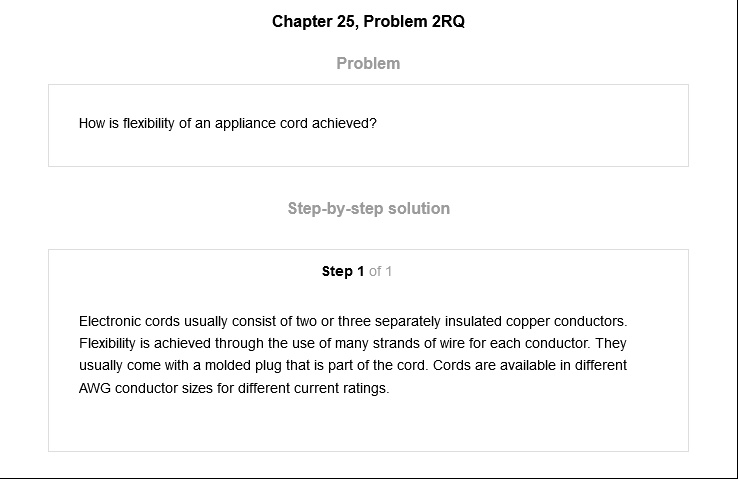 Chapter 25, Problem 2RQ
Problem
How is flexibility of an appliance cord achieved?
Step-by-step solution
Step 1 of 1
Electronic cords usually consist of two or three separately insulated copper conductors.
Flexibility is achieved through the use of many strands of wire for each conductor. They
usually come with a molded plug that is part of the cord. Cords are available in different
AWG conductor sizes for different current ratings.